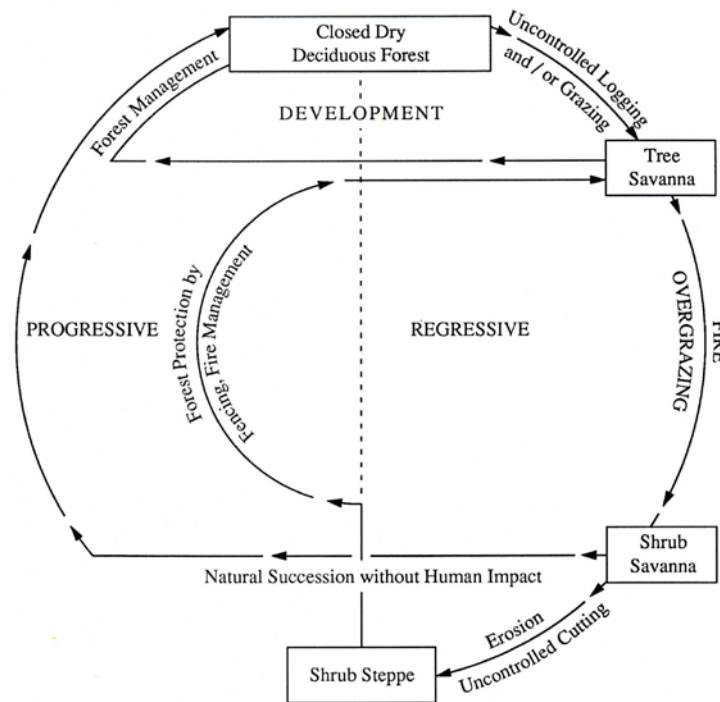 Closed Dry
Deciduous Forest
Uncontrolled Logging
and / or Grazing
Forest Management
DEVELOPMENT
Tree
Savanna
Forest Protection by
Fencing, Fire Management
PROGRESSIVE
REGRESSIVE
OVERGRAZING
FIRE
Shrub
Savanna
Natural Succession without Human Impact
Erosion
Uncontrolled Cutting
Shrub Steppe